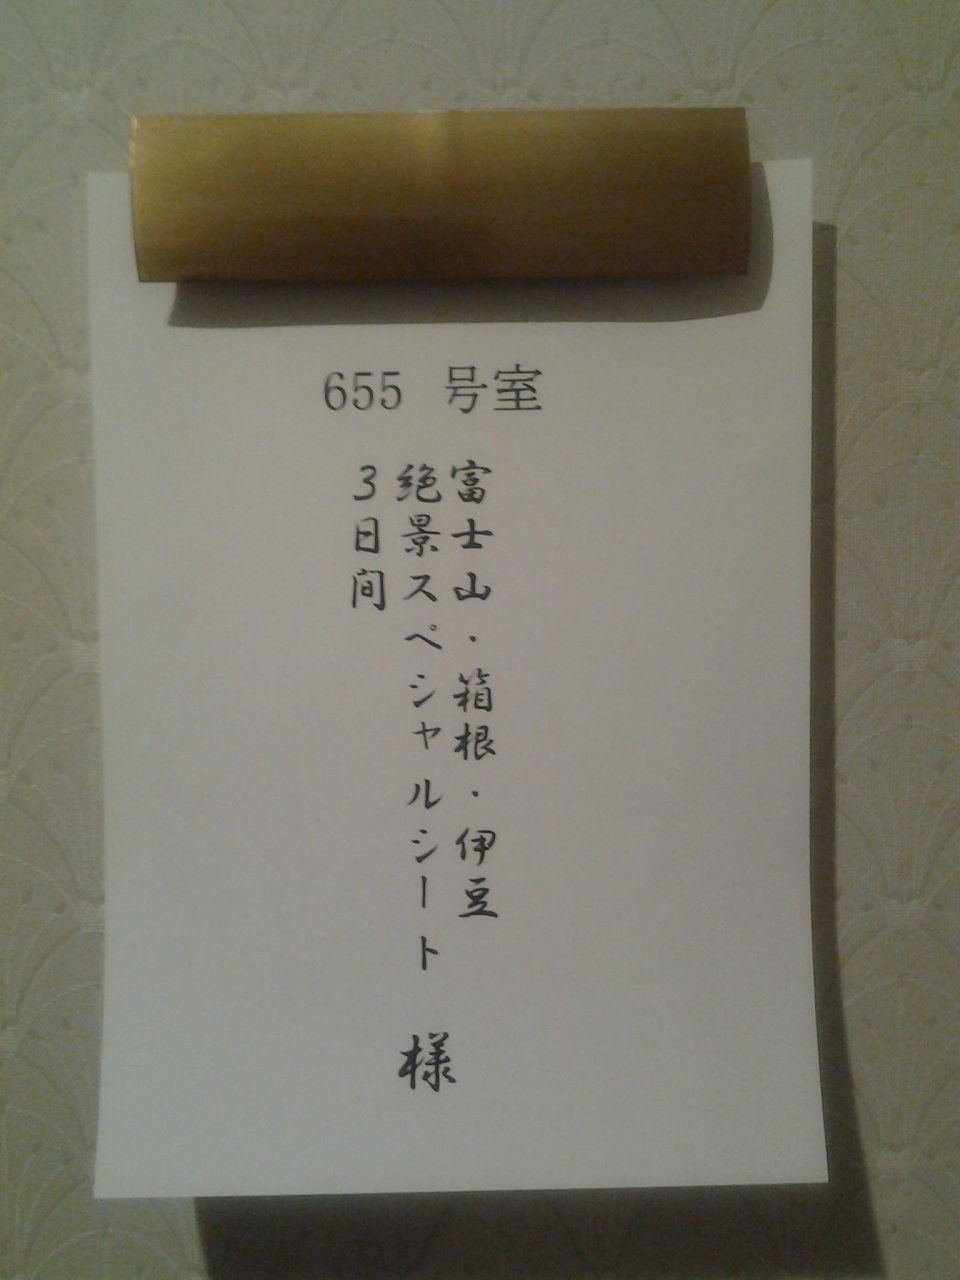 655 号室
富士山・箱根・伊豆
絶景スペシャルシート
3日間
様